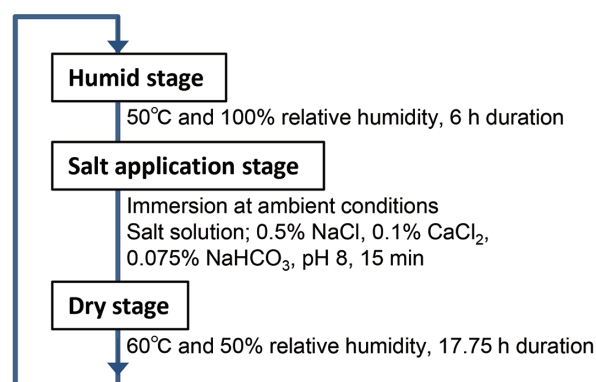 Humid stage
50℃ and 100% relative humidity, 6 h duration
Salt application stage
Immersion at ambient conditions
Salt solution; 0.5% NaCl, 0.1% CaCl₂,
0.075% NaHCO₃, pH 8, 15 min
Dry stage
60℃ and 50% relative humidity, 17.75 h duration